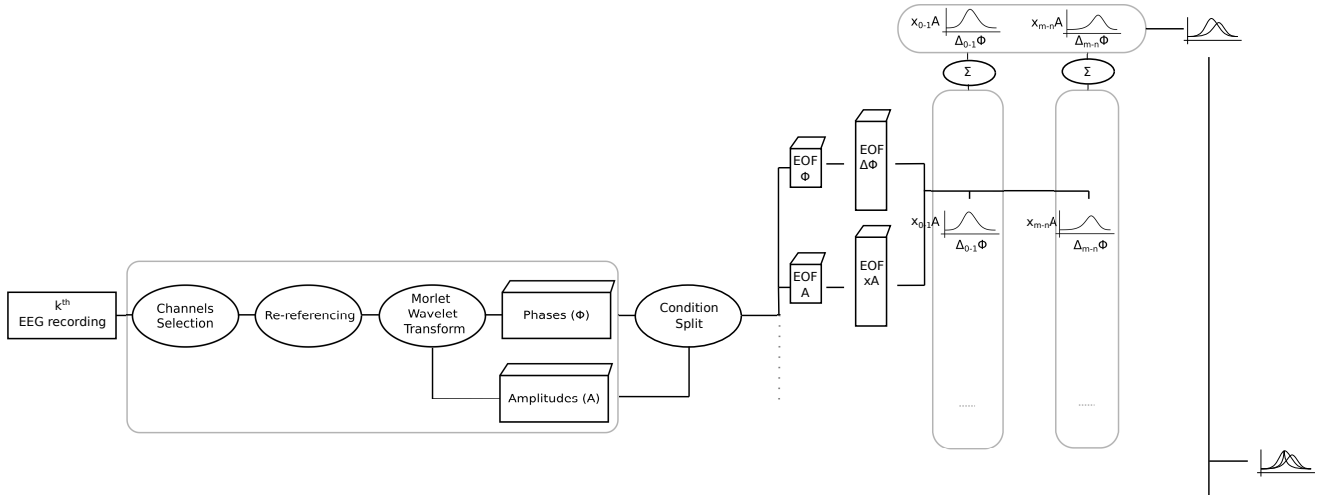 x0-1A
Δ0-1Φ
xm-nA
Δm-nΦ
Σ
Σ
EOF
Φ
EOF
ΔΦ
x0-1A
Δ0-1Φ
xm-nA
Δm-nΦ
EOF
A
EOF
xA
kth
EEG recording
Channels
Selection
Re-referencing
Morlet
Wavelet
Transform
Phases (Φ)
Condition
Split
Amplitudes (A)
......
......